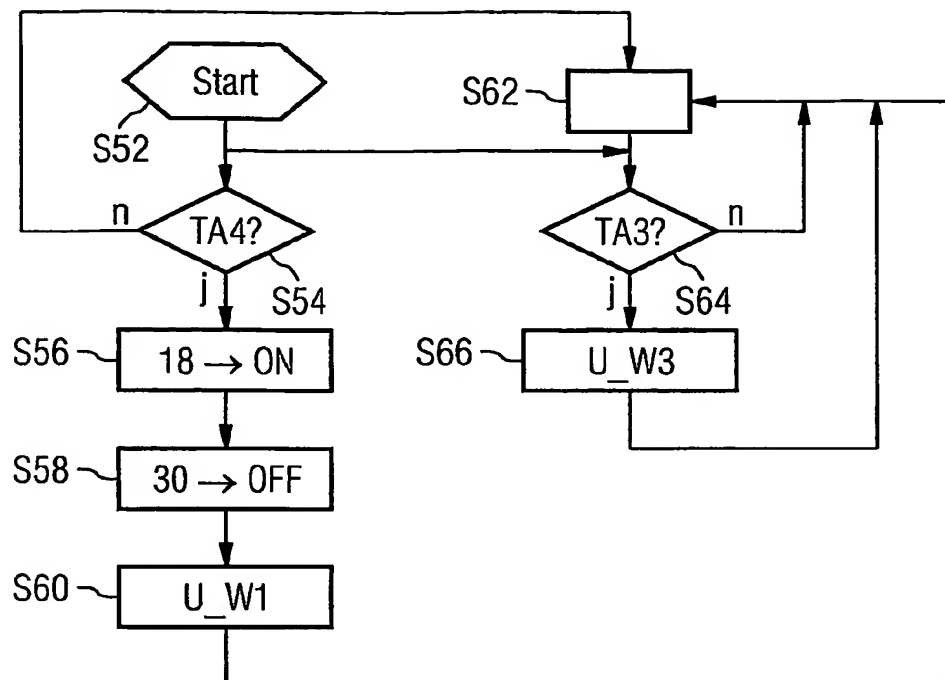 Start
S52
S62
n
TA4?
S54
j
TA3?
n
S64
j
S56
18 → ON
S66
U_W3
S58
30 → OFF
S60
U_W1